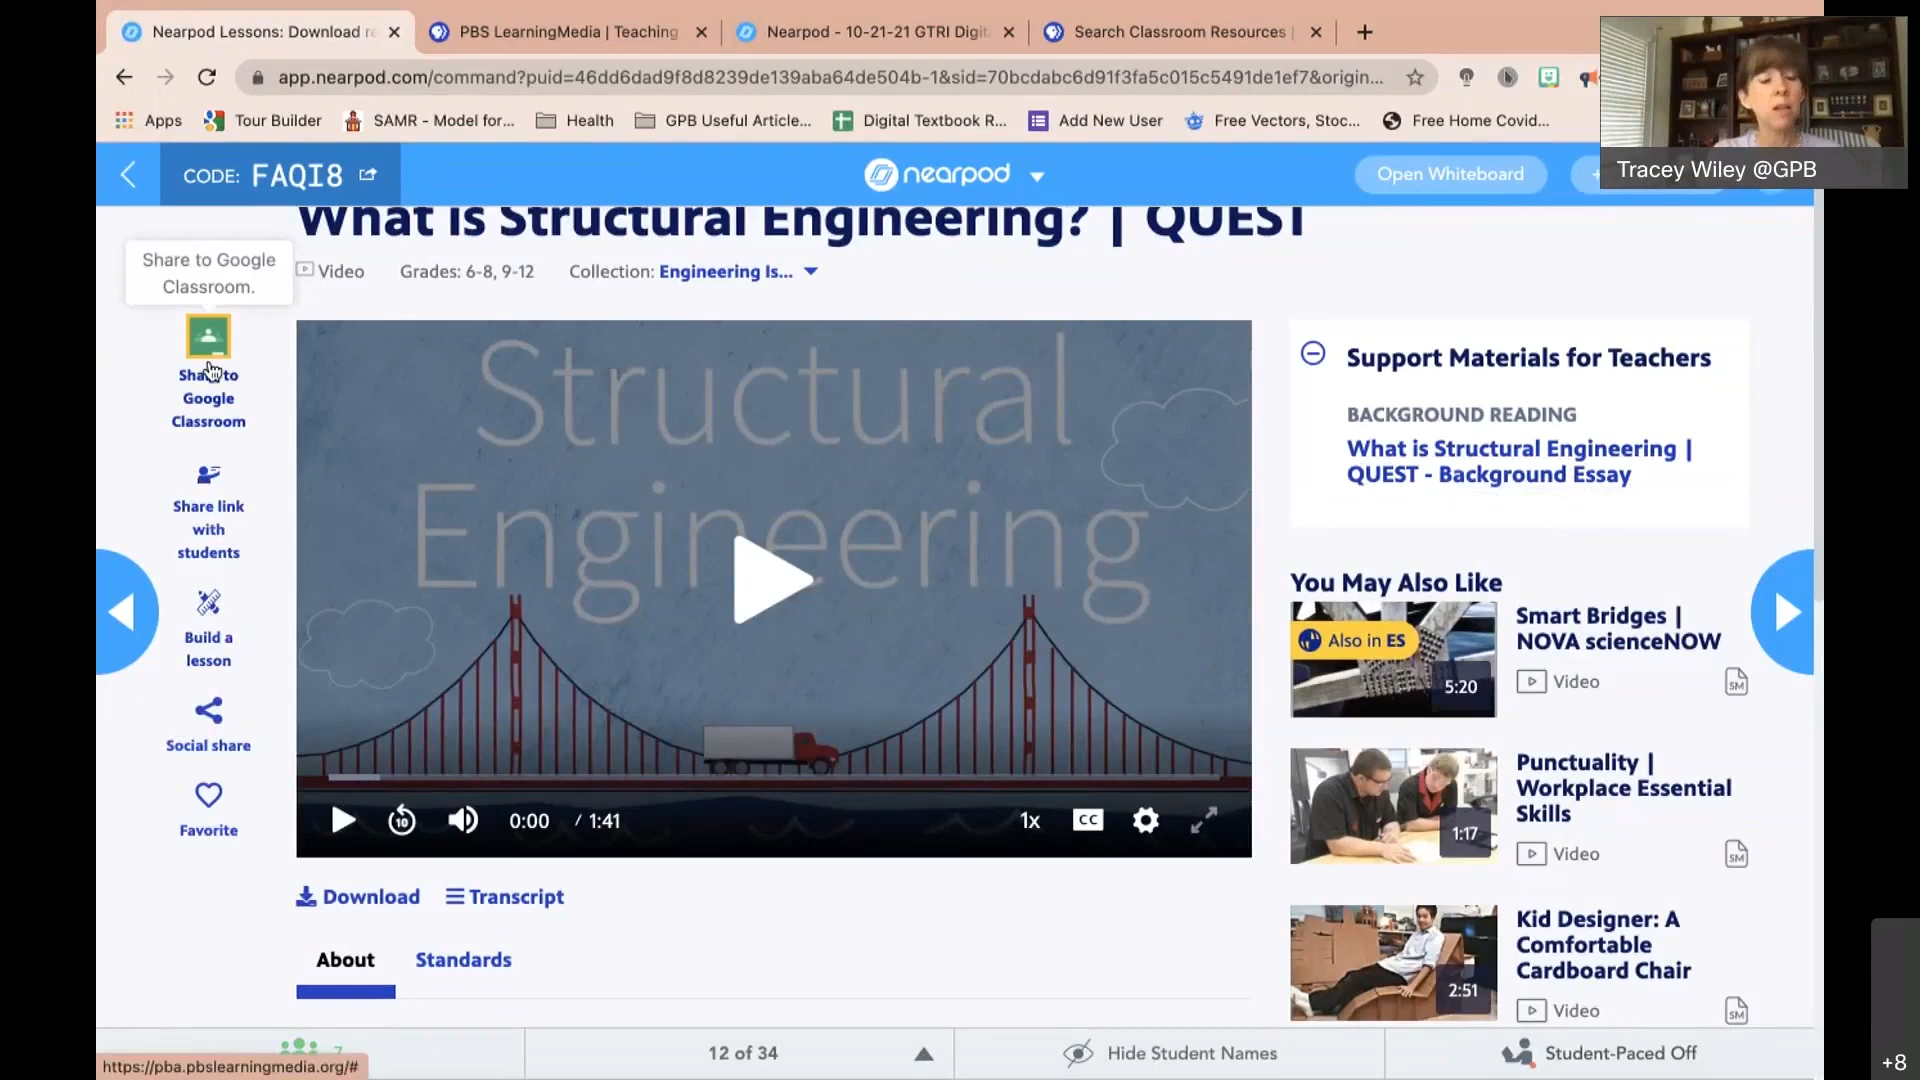 Nearpod Lessons: Download re
PBS LearningMedia | Teaching
Nearpod - 10-21-21 GTRI Digit
Search Classroom Resources |
app.nearpod.com/command?puid=46dd6dad9f8d8239de139aba64de504b-1&sid=70bcdabc6d91f3fa5c015c5491de1ef7&origin...
Apps
Tour Builder
SAMR - Model for...
Health
GPB Useful Article...
Digital Textbook R...
Add New User
Free Vectors, Stoc...
Free Home Covid...
Tracey Wiley @GPB
CODE: FAQI8
nearpod
Open Whiteboard
What is Structural Engineering? | QUEST
Video
Grades: 6-8, 9-12
Collection: Engineering Is...
Share to Google
Classroom.
Share to
Google
Classroom
Share link
with
students
Build a
lesson
Social share
Favorite
Structural
Engineering
10
0:00 / 1:41
1x
CC
Download
Transcript
About
Standards
Support Materials for Teachers
BACKGROUND READING
What is Structural Engineering |
QUEST - Background Essay
You May Also Like
Also in ES
5:20
Smart Bridges |
NOVA scienceNOW
Video
SM
1:17
Punctuality |
Workplace Essential
Skills
Video
SM
2:51
Kid Designer: A
Comfortable
Cardboard Chair
Video
SM
7
12 of 34
Hide Student Names
Student-Paced Off
https://pba.pbslearningmedia.org/#
+8